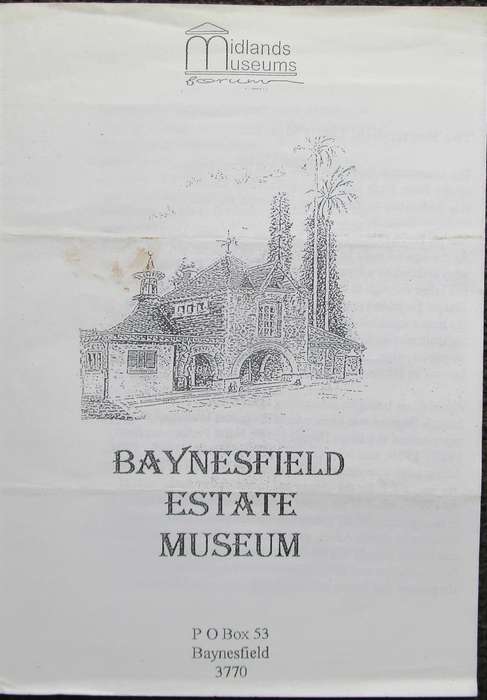 Midlands
Museums
forum
BAYNESFIELD
ESTATE
MUSEUM
P O Box 53
Baynesfield
3770